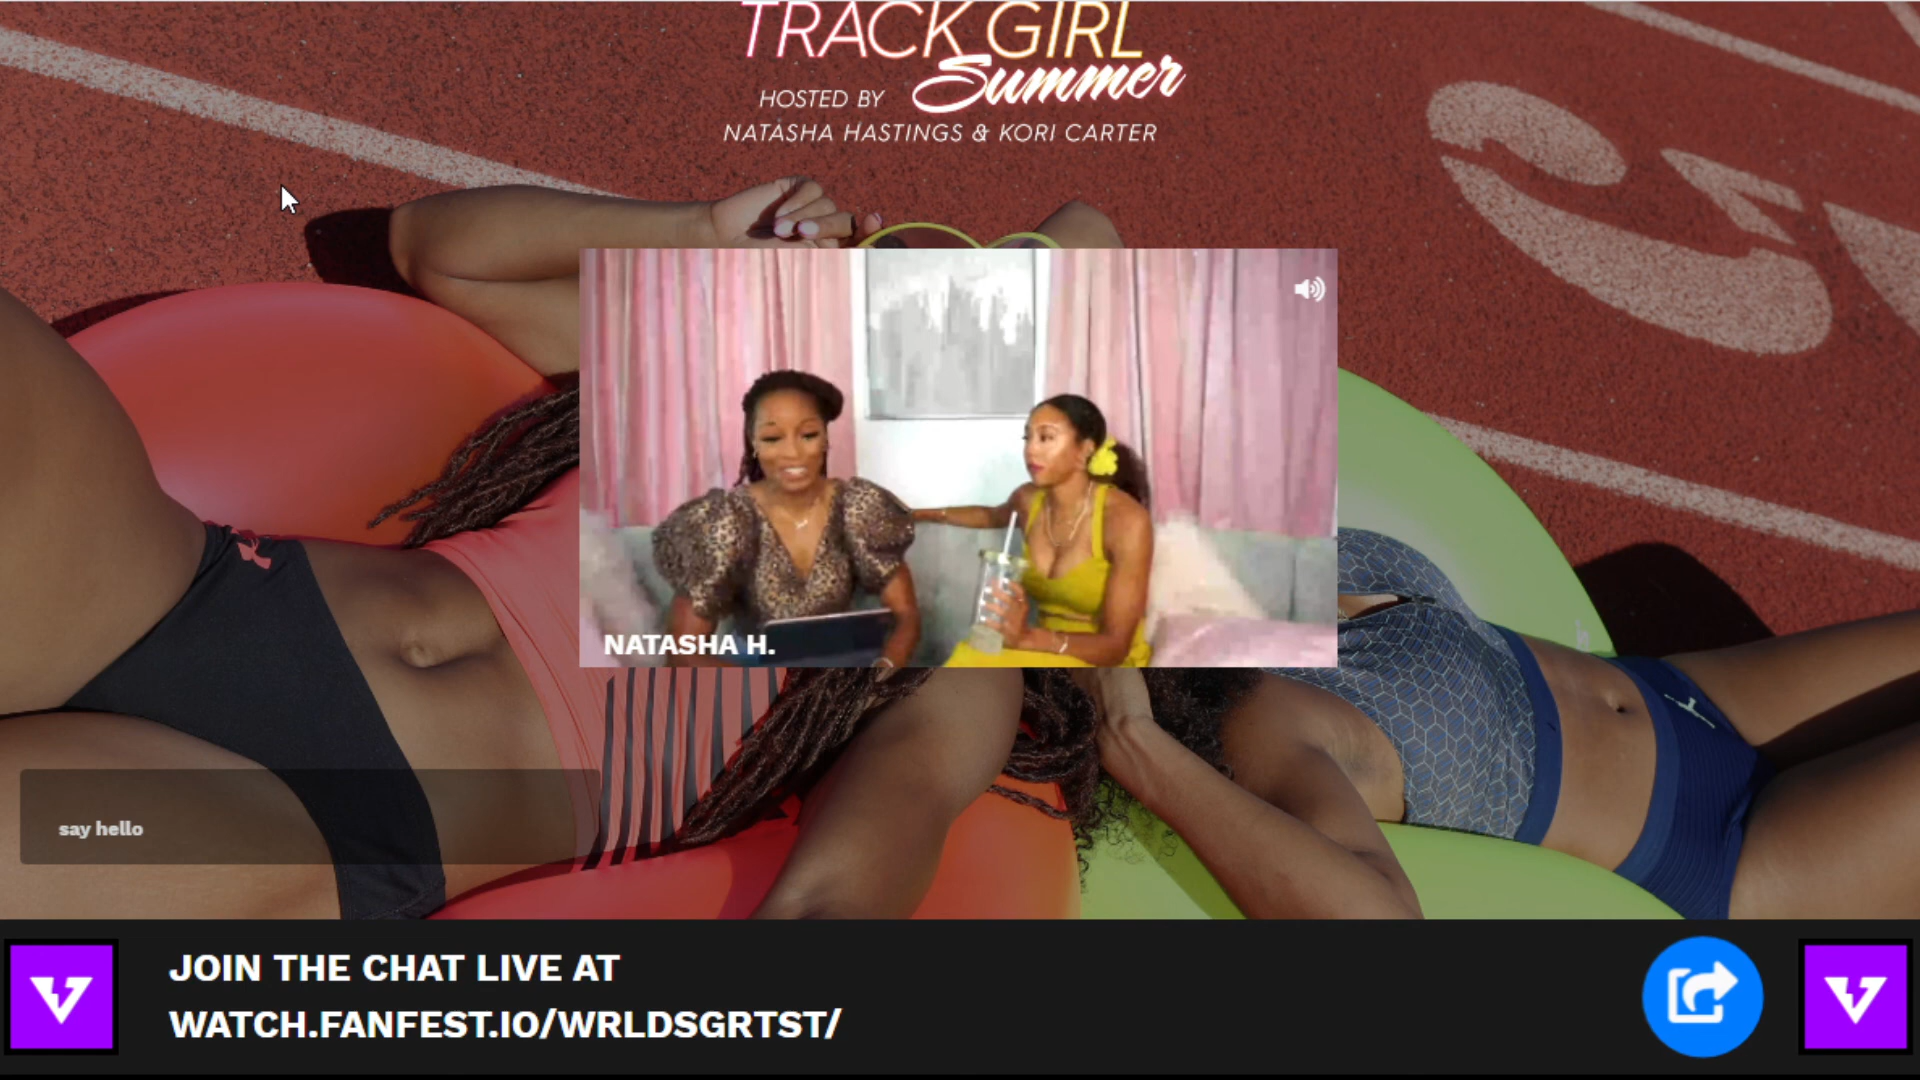 TRACK GIRL
Summer
HOSTED BY
NATASHA HASTINGS & KORI CARTER
NATASHA H.
say hello
JOIN THE CHAT LIVE AT
WATCH.FANFEST.IO/WRLDSGRTST/